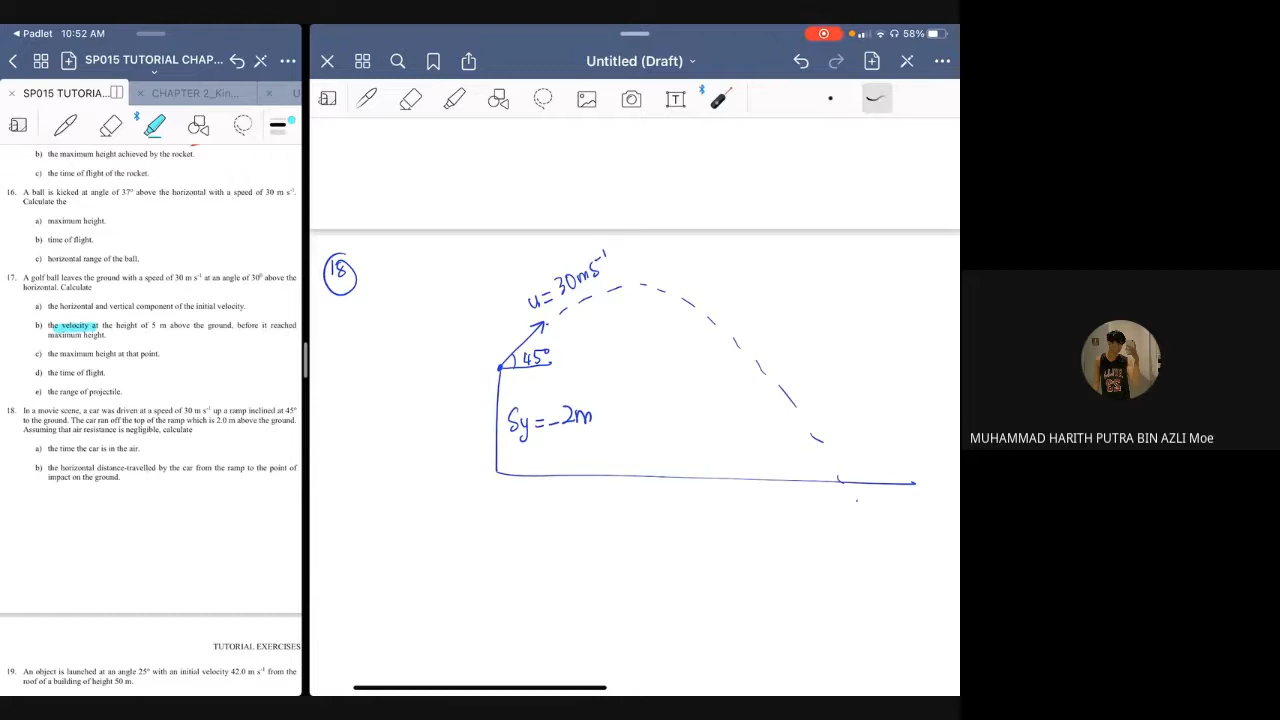 Padlet 10:52 AM
58%
SP015 TUTORIAL CHAP...
Untitled (Draft)
SP015 TUTORIA...
CHAPTER 2_Kin...
b) the maximum height achieved by the rocket.
c) the time of flight of the rocket.
16. A ball is kicked at angle of 37° above the horizontal with a speed of 30 m s⁻¹.
Calculate the
a) maximum height.
b) time of flight.
c) horizontal range of the ball.
17. A golf ball leaves the ground with a speed of 30 m s⁻¹ at an angle of 30⁰ above the
horizontal. Calculate
a) the horizontal and vertical component of the initial velocity.
b) the velocity at the height of 5 m above the ground, before it reached
maximum height.
c) the maximum height at that point.
d) the time of flight.
e) the range of projectile.
18. In a movie scene, a car was driven at a speed of 30 m s⁻¹ up a ramp inclined at 45°
to the ground. The car ran off the top of the ramp which is 2.0 m above the ground.
Assuming that air resistance is negligible, calculate
a) the time the car is in the air.
b) the horizontal distance-travelled by the car from the ramp to the point of
impact on the ground.
TUTORIAL EXERCISES
19. An object is launched at an angle 25° with an initial velocity 42.0 m s⁻¹ from the
roof of a building of height 50 m.
18
u = 30ms⁻¹
45°
Sy = -2m
MUHAMMAD HARITH PUTRA BIN AZLI Moe